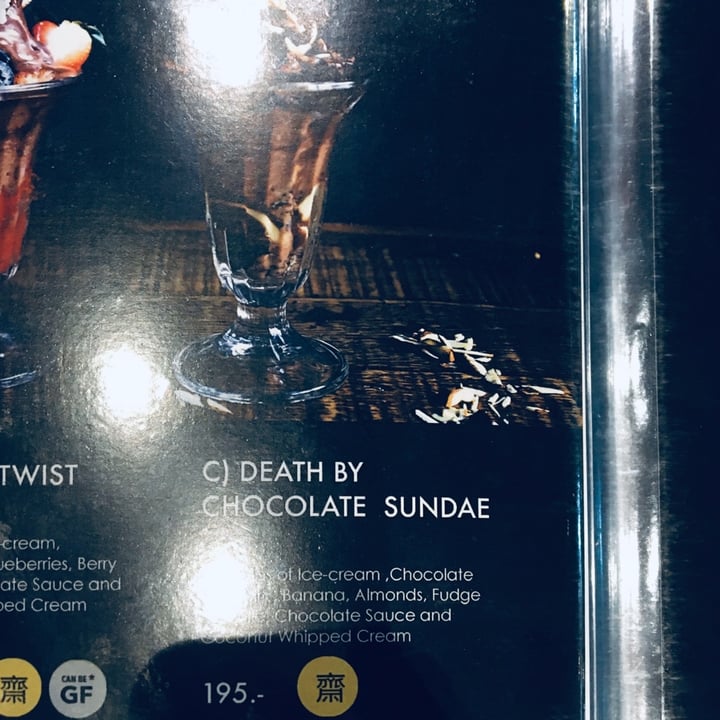 TWIST
-cream,
ueberries, Berry
ate Sauce and
ped Cream
齋
CAN BE*
GF
C) DEATH BY
CHOCOLATE SUNDAE
of Ice-cream ,Chocolate
Banana, Almonds, Fudge
Chocolate Sauce and
Coconut Whipped Cream
195.-
齋